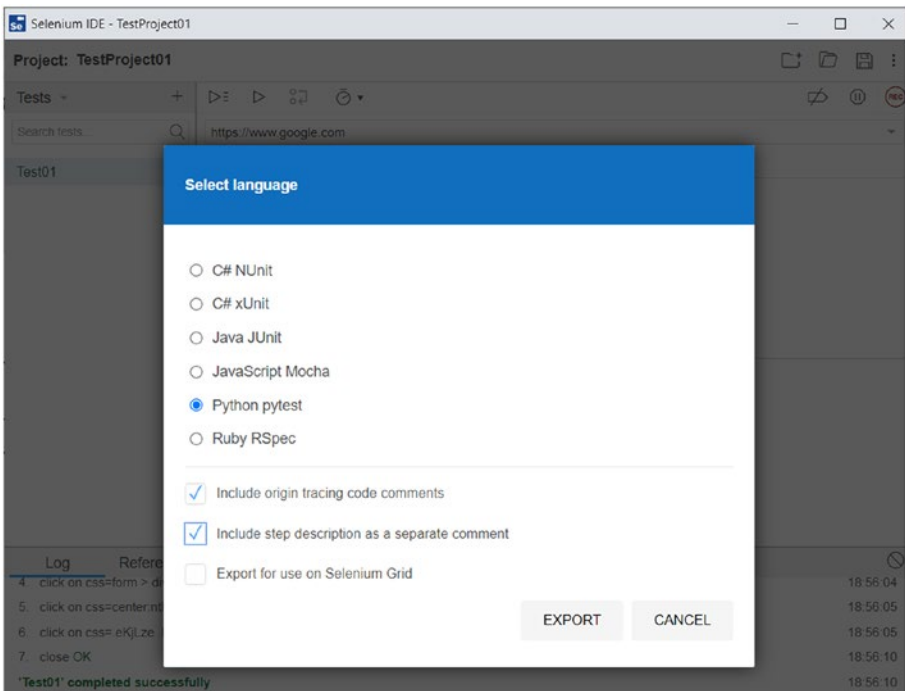 Selenium IDE - TestProject01
Project: TestProject01
Tests
Search tests...
https://www.google.com
Test01
Select language
C# NUnit
C# xUnit
Java JUnit
JavaScript Mocha
Python pytest
Ruby RSpec
Include origin tracing code comments
Include step description as a separate comment
Export for use on Selenium Grid
EXPORT CANCEL
Log Refere
4. click on css=form > di 18:56:04
5. click on css=center:nt 18:56:05
6. click on css=.eKjLze 18:56:05
7. close OK 18:56:10
'Test01' completed successfully 18:56:10
REC